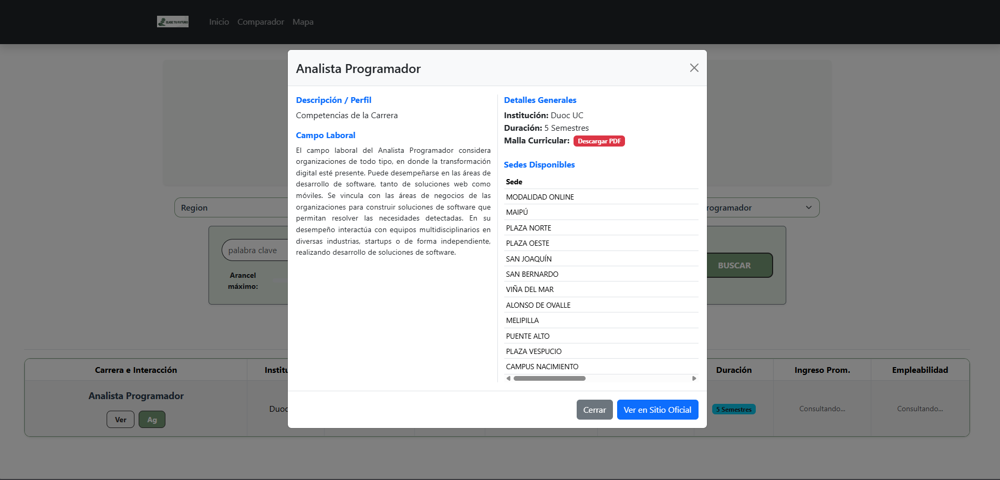 ELIGE TU FUTURO
Inicio
Comparador
Mapa
Analista Programador
Descripción / Perfil
Competencias de la Carrera
Campo Laboral
El campo laboral del Analista Programador considera
organizaciones de todo tipo, en donde la transformación
digital esté presente. Puede desempeñarse en las áreas de
desarrollo de software, tanto de soluciones web como
móviles. Se vincula con las áreas de negocios de las
organizaciones para construir soluciones de software que
permitan resolver las necesidades detectadas. En su
desempeño interactúa con equipos multidisciplinarios en
diversas industrias, startups o de forma independiente,
realizando desarrollo de soluciones de software.
Detalles Generales
Institución: Duoc UC
Duración: 5 Semestres
Malla Curricular: Descargar PDF
Sedes Disponibles
Sede
MODALIDAD ONLINE
MAIPÚ
PLAZA NORTE
PLAZA OESTE
SAN JOAQUÍN
SAN BERNARDO
VIÑA DEL MAR
ALONSO DE OVALLE
MELIPILLA
PUENTE ALTO
PLAZA VESPUCIO
CAMPUS NACIMIENTO
Cerrar
Ver en Sitio Oficial
Region
rogramador
palabra clave
Arancel
máximo:
BUSCAR
Carrera e Interacción
Institu
Duración
Ingreso Prom.
Empleabilidad
Analista Programador
Ver
Ag
Duoc
5 Semestres
Consultando...
Consultando...